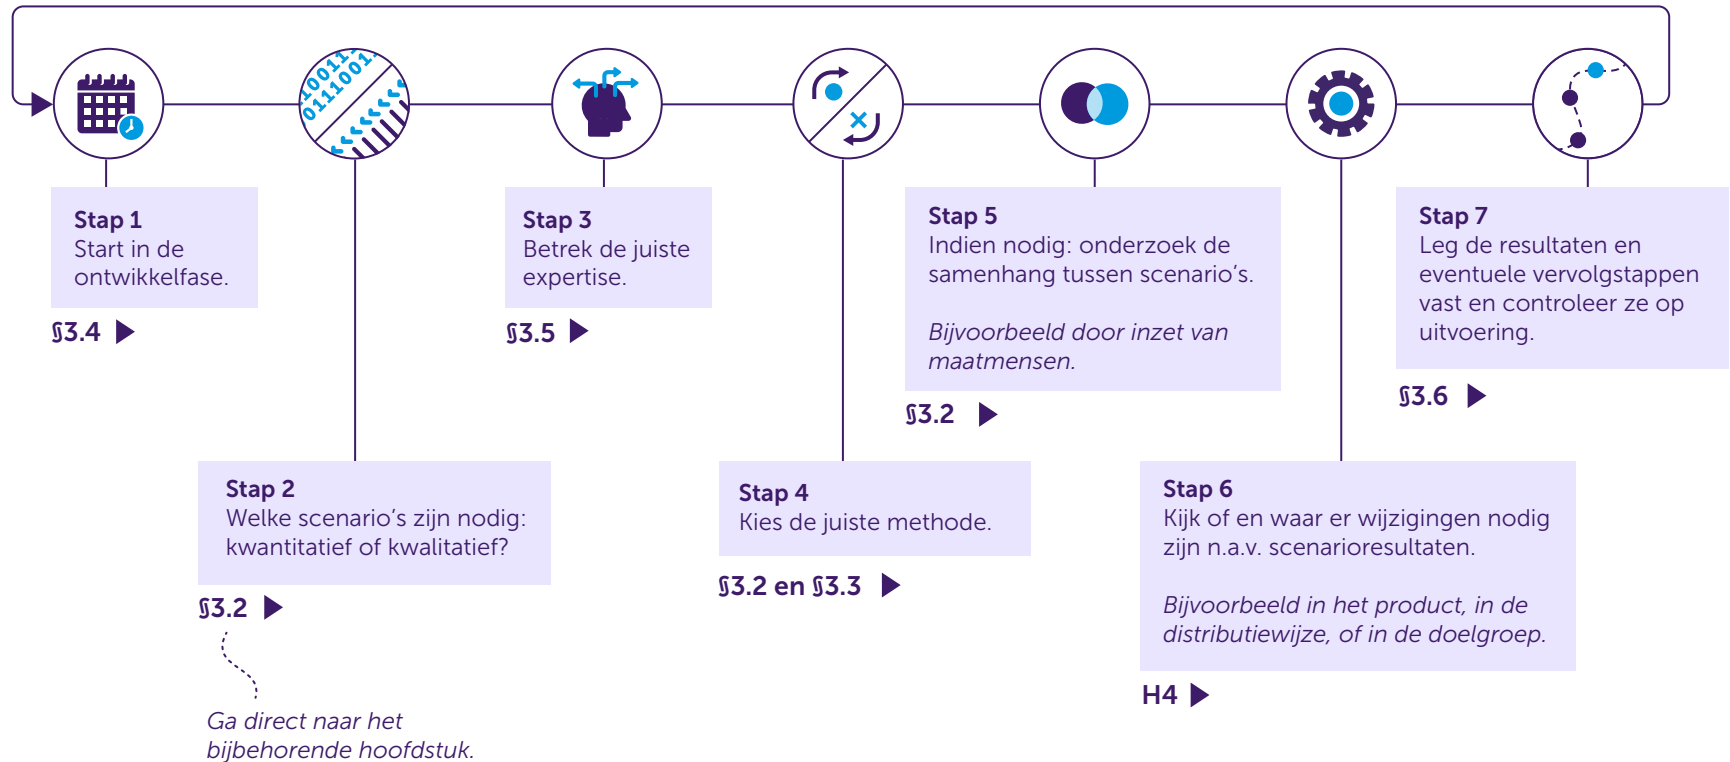 10011
0111001
Stap 1
Start in de
ontwikkelfase.
§3.4
Stap 2
Welke scenario's zijn nodig:
kwantitatief of kwalitatief?
§3.2
Ga direct naar het
bijbehorende hoofdstuk.
Stap 3
Betrek de juiste
expertise.
§3.5
Stap 4
Kies de juiste methode.
§3.2 en §3.3
Stap 5
Indien nodig: onderzoek de
samenhang tussen scenario's.
Bijvoorbeeld door inzet van
maatmensen.
§3.2
Stap 6
Kijk of en waar er wijzigingen nodig
zijn n.a.v. scenarioresultaten.
Bijvoorbeeld in het product, in de
distributiewijze, of in de doelgroep.
H4
Stap 7
Leg de resultaten en
eventuele vervolgstappen
vast en controleer ze op
uitvoering.
§3.6